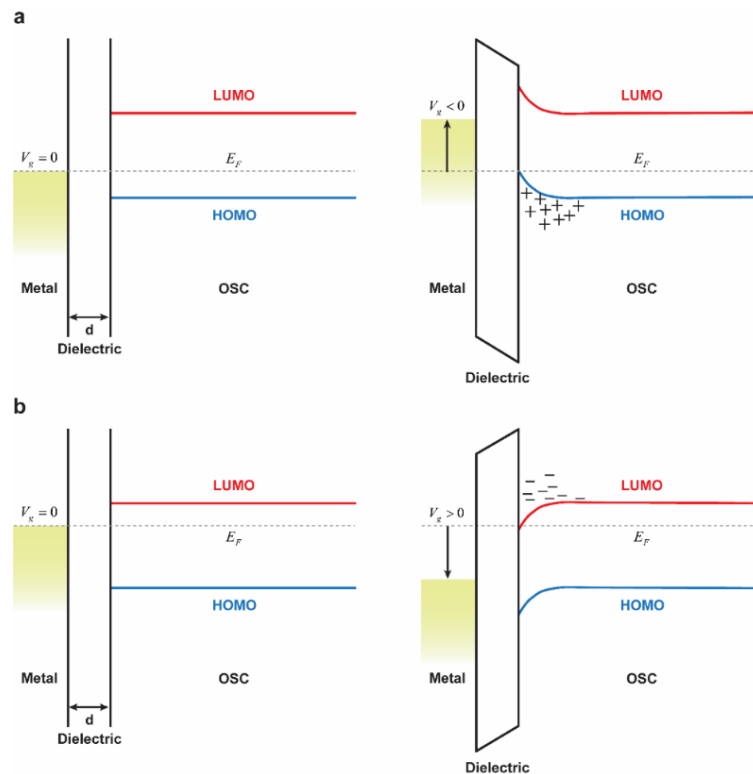 a
LUMO
LUMO
V_g < 0
V_g = 0
E_F
E_F
HOMO
HOMO
+ + + + + + + + + +
Metal
OSC
Metal
OSC
d
Dielectric
Dielectric
b
LUMO
LUMO
V_g = 0
V_g > 0
E_F
E_F
HOMO
HOMO
Metal
OSC
Metal
OSC
d
Dielectric
Dielectric